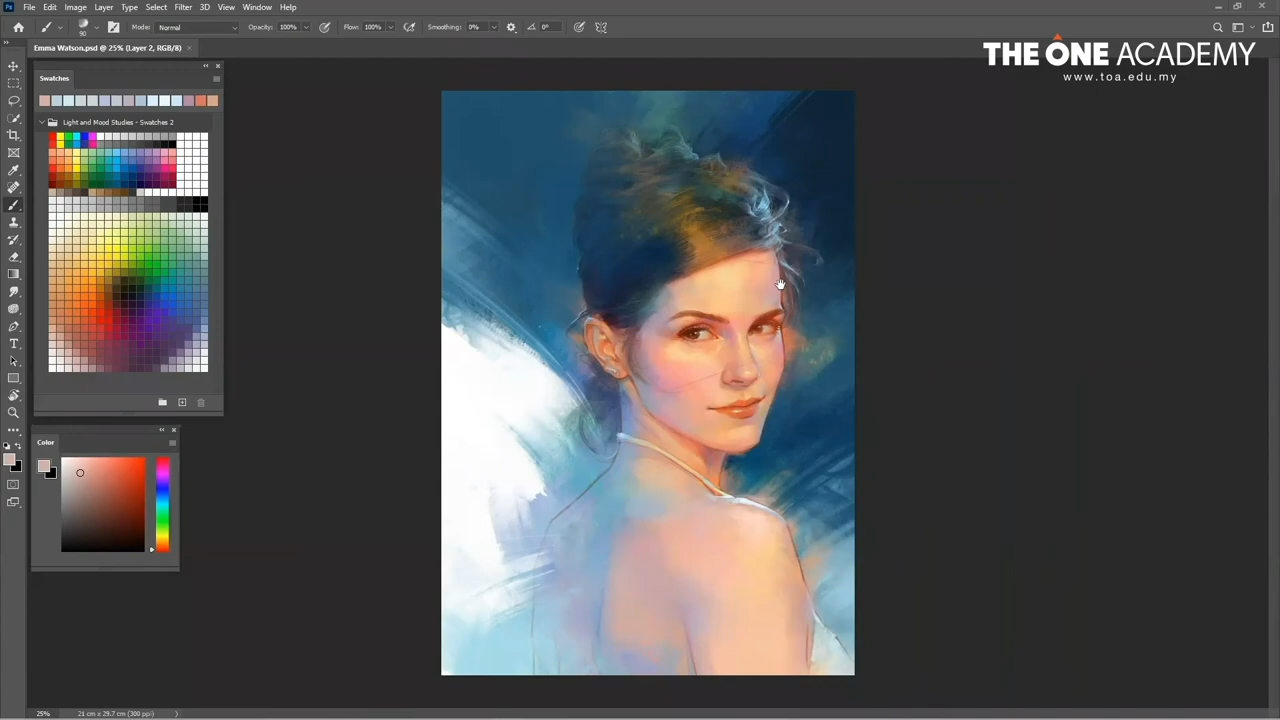 Ps File Edit Image Layer Type Select Filter 3D View Window Help
90 Mode: Normal Opacity: 100% Flow: 100% Smoothing: 0% 0°
Emma Watson.psd @ 25% (Layer 2, RGB/8) ×
THE ONE ACADEMY
www.toa.edu.my
Swatches
Light and Mood Studies - Swatches 2
Color
25% 21 cm x 29.7 cm (300 ppi)